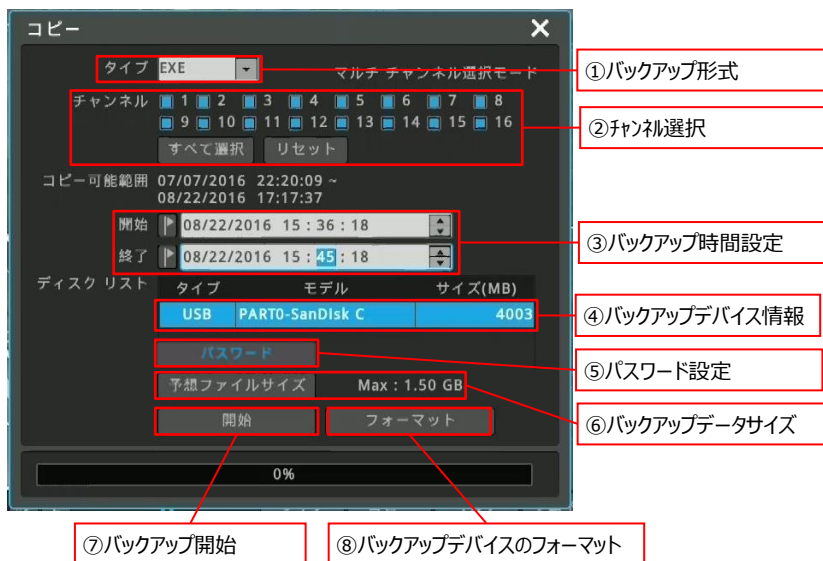 コピー
タイプ EXE マルチ チャンネル選択モード
チャンネル 1 2 3 4 5 6 7 8
9 10 11 12 13 14 15 16
すべて選択 リセット
コピー可能範囲 07/07/2016 22:20:09 ~
08/22/2016 17:17:37
開始 08/22/2016 15 : 36 : 18
終了 08/22/2016 15 : 45 : 18
ディスク リスト タイプ モデル サイズ(MB)
USB PART0-SanDisk C 4003
パスワード
予想ファイルサイズ Max : 1.50 GB
開始 フォーマット
0%
①バックアップ形式
②チャンネル選択
③バックアップ時間設定
④バックアップデバイス情報
⑤パスワード設定
⑥バックアップデータサイズ
⑦バックアップ開始
⑧バックアップデバイスのフォーマット